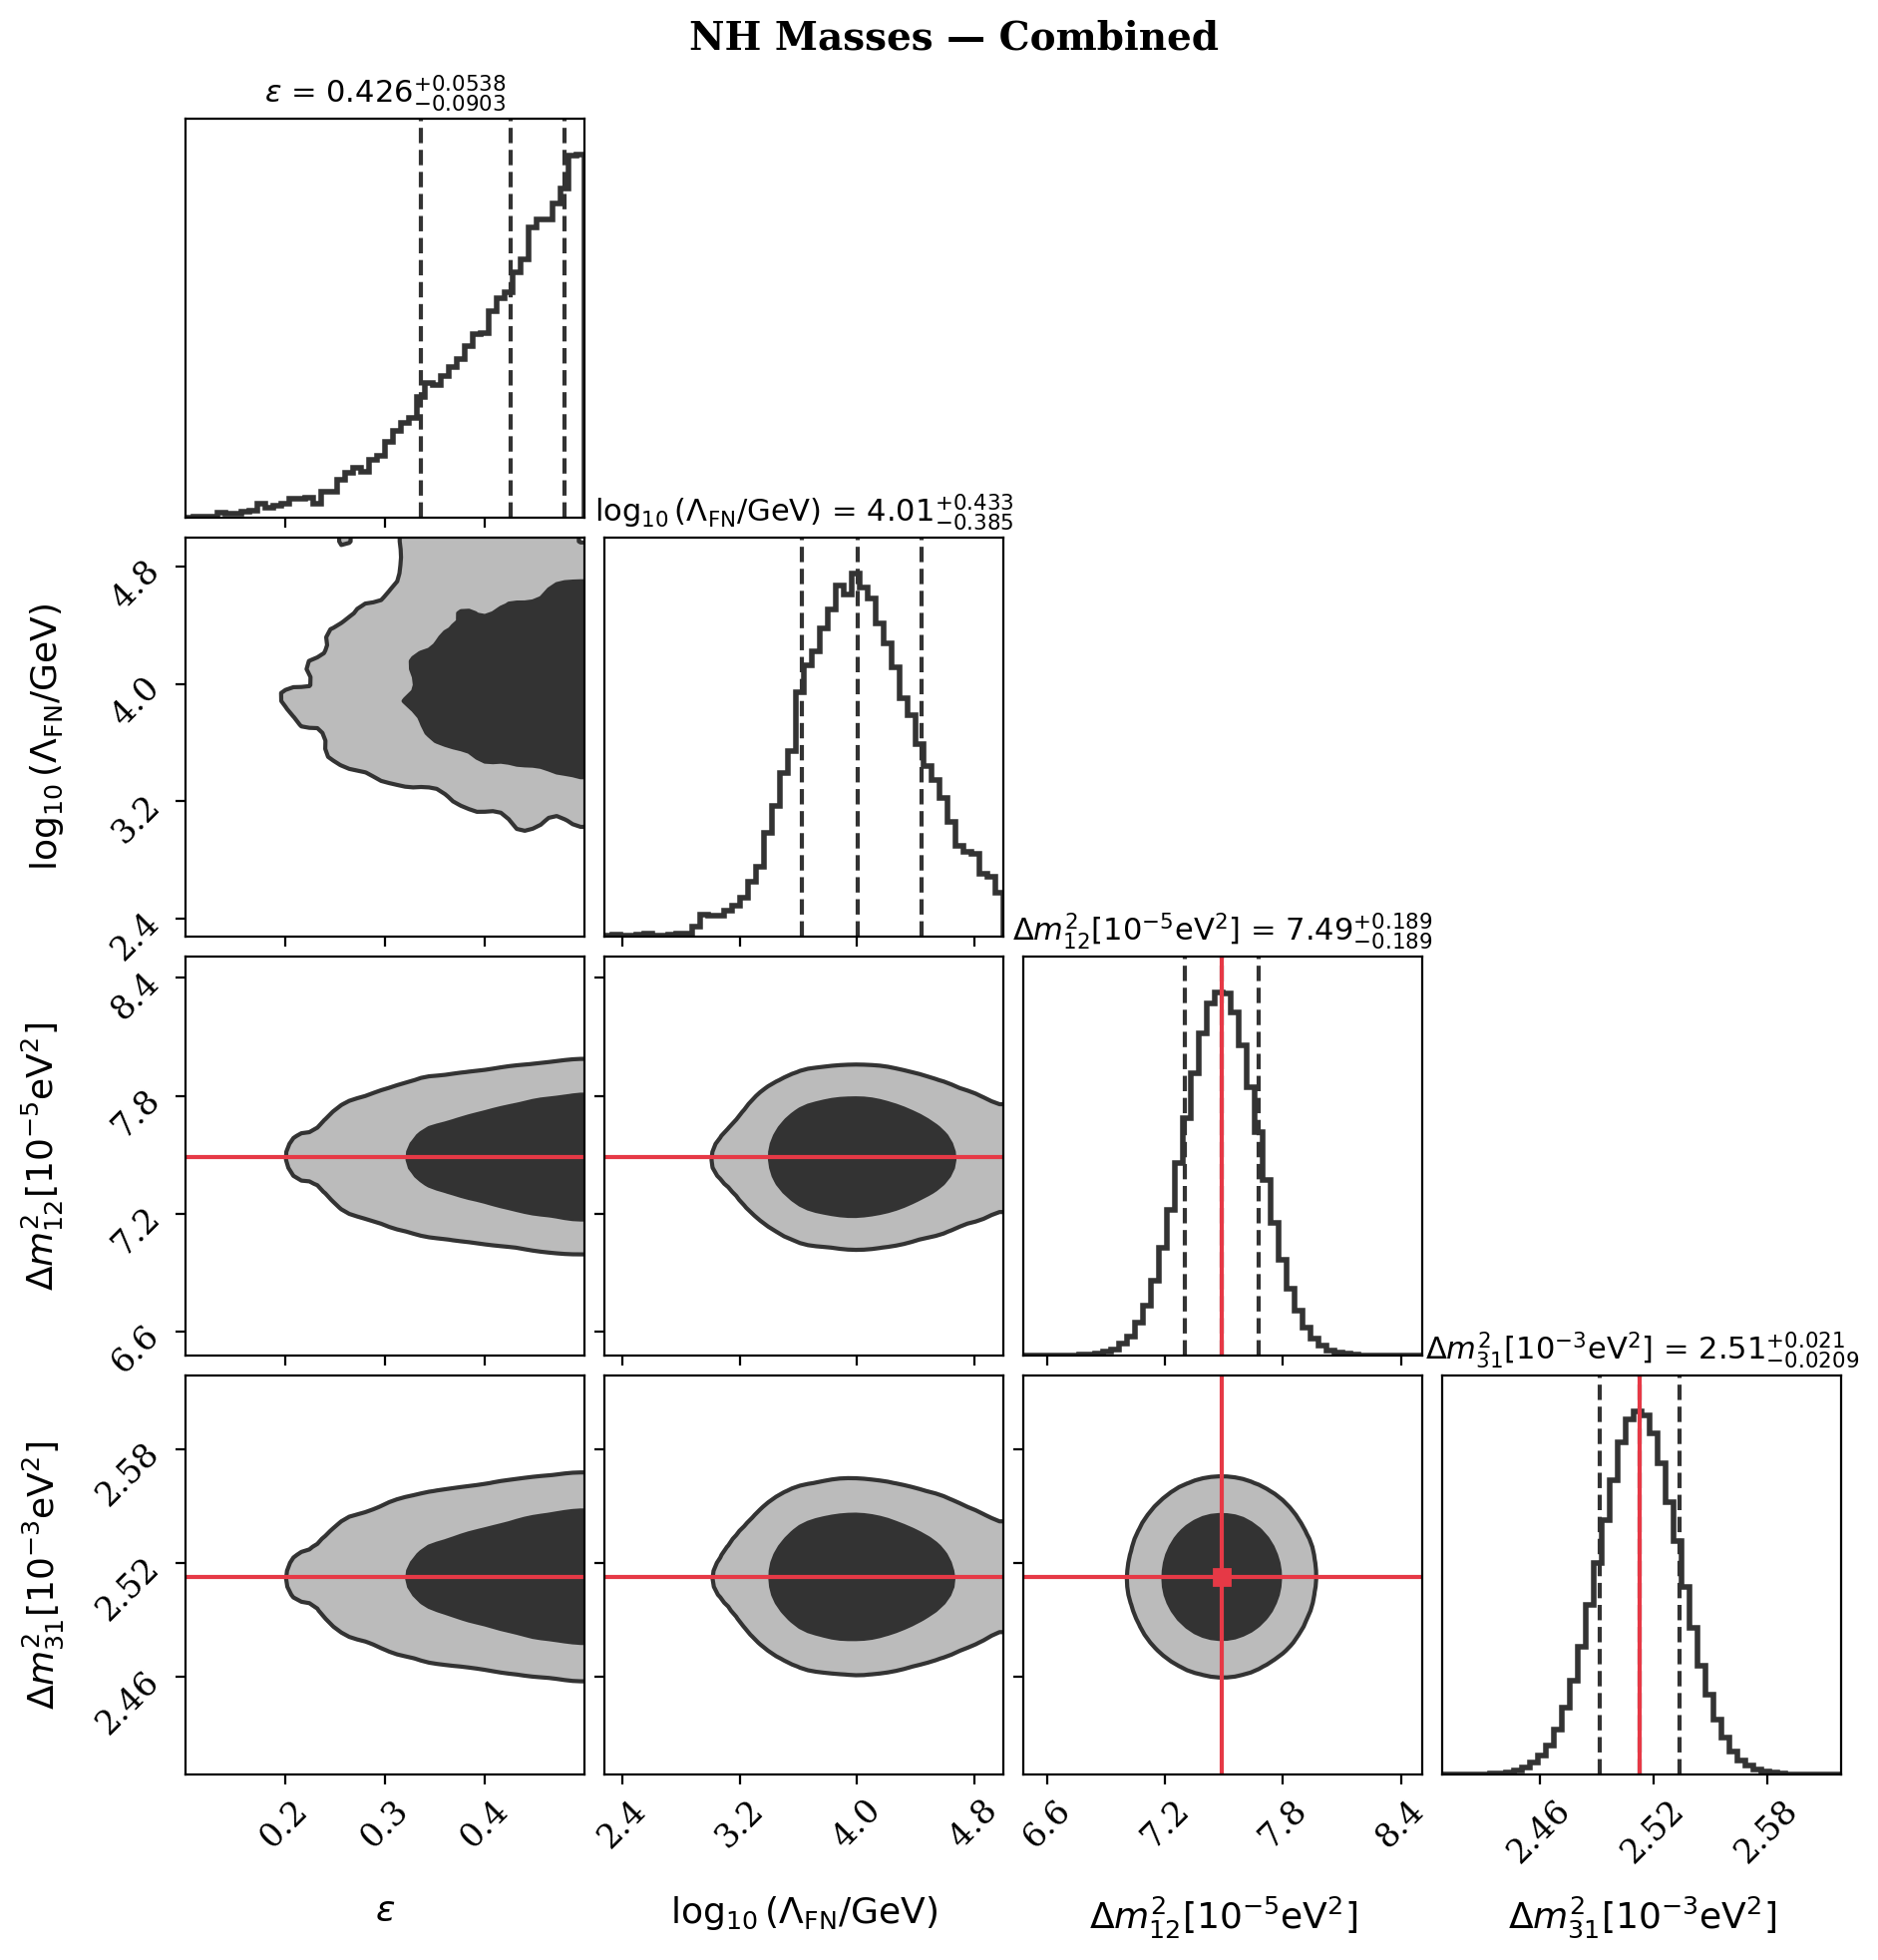 NH Masses — Combined
ε = 0.426+0.0538−0.0903
log10 (ΛFN/GeV) = 4.01+0.433−0.385
Δm²12[10⁻⁵eV²] = 7.49+0.189−0.189
Δm²31[10⁻³eV²] = 2.51+0.021−0.0209
log10 (ΛFN/GeV)
4.8
4.0
3.2
2.4
Δm²12[10⁻⁵eV²]
8.4
7.8
7.2
6.6
Δm²31[10⁻³eV²]
2.58
2.52
2.46
0.2 0.3 0.4 2.4 3.2 4.0 4.8 6.6 7.2 7.8 8.4 2.46 2.52 2.58
ε log10 (ΛFN/GeV) Δm²12[10⁻⁵eV²] Δm²31[10⁻³eV²]